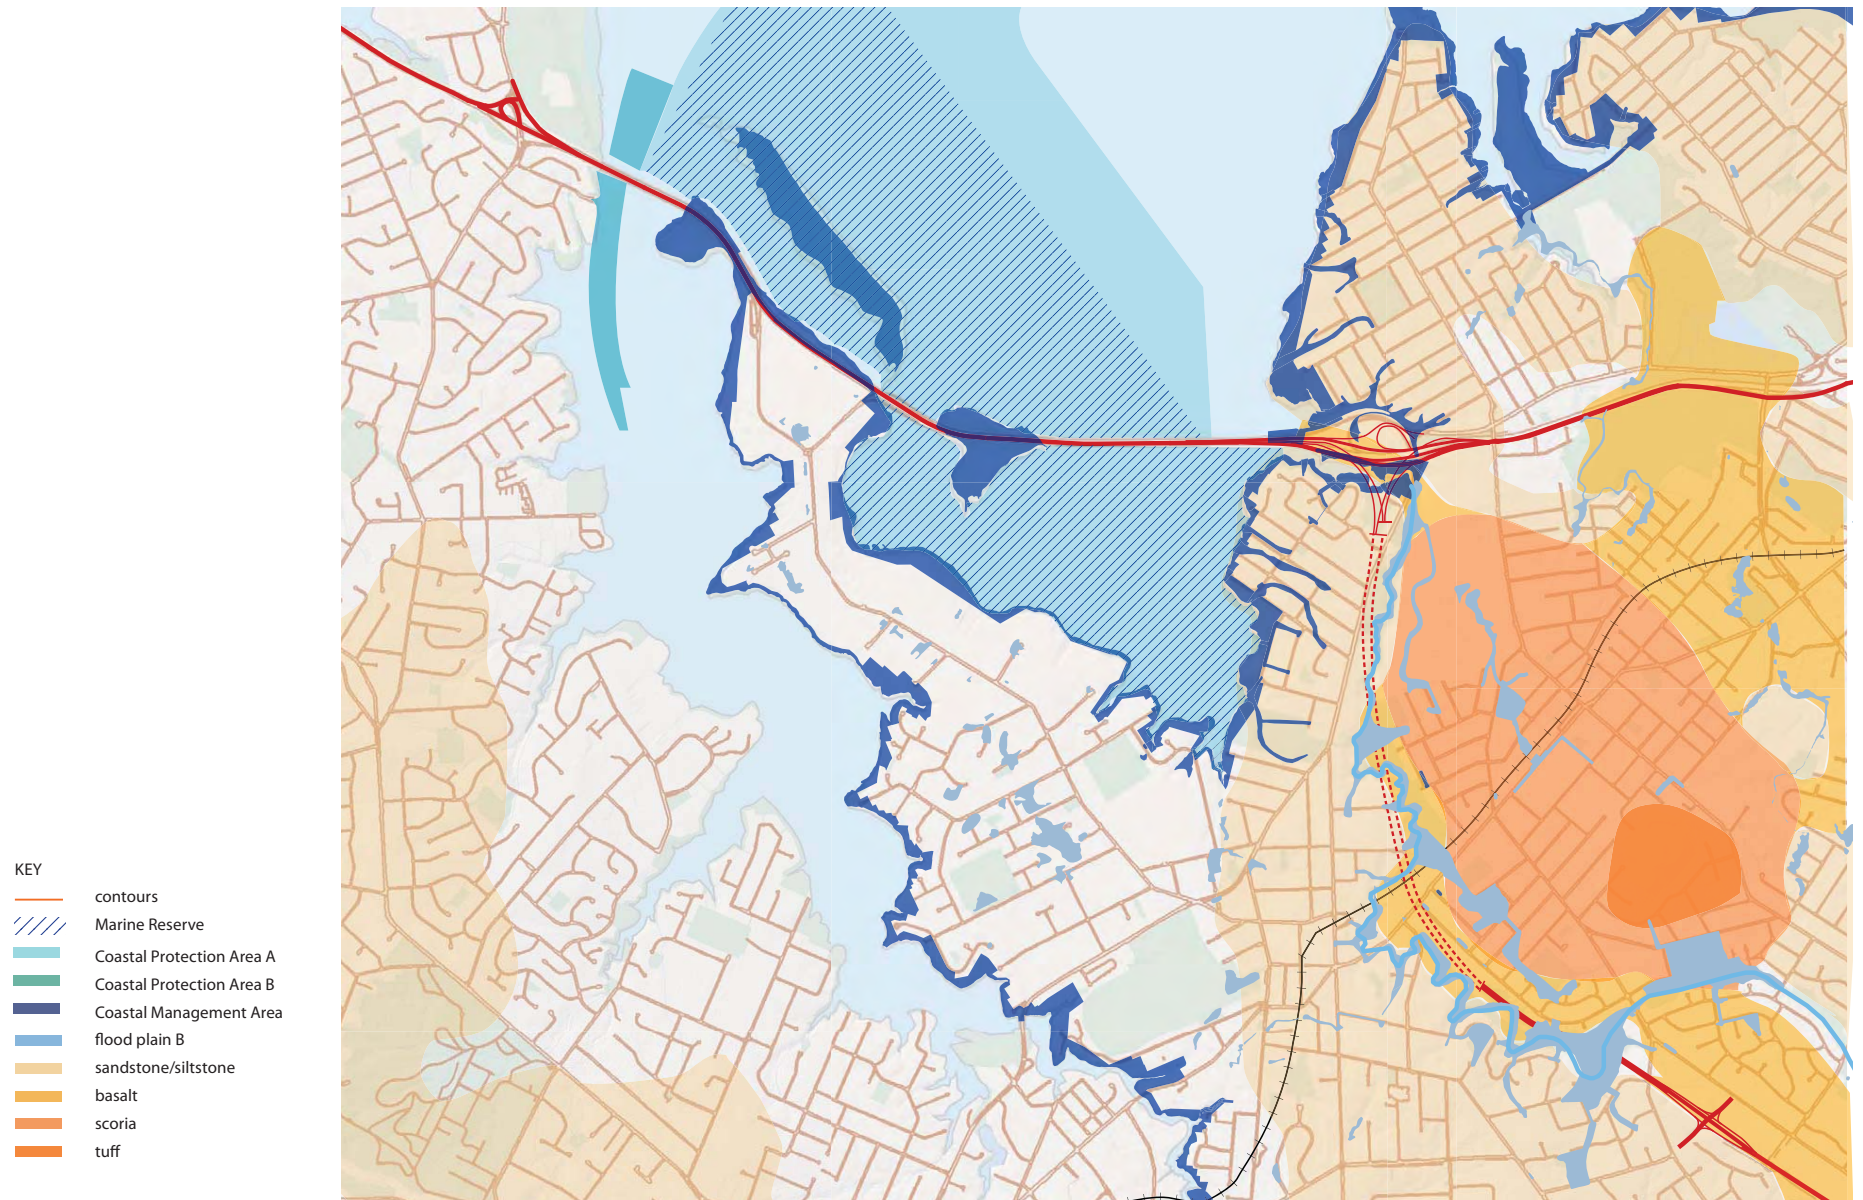 KEY
contours
Marine Reserve
Coastal Protection Area A
Coastal Protection Area B
Coastal Management Area
flood plain B
sandstone/siltstone
basalt
scoria
tuff